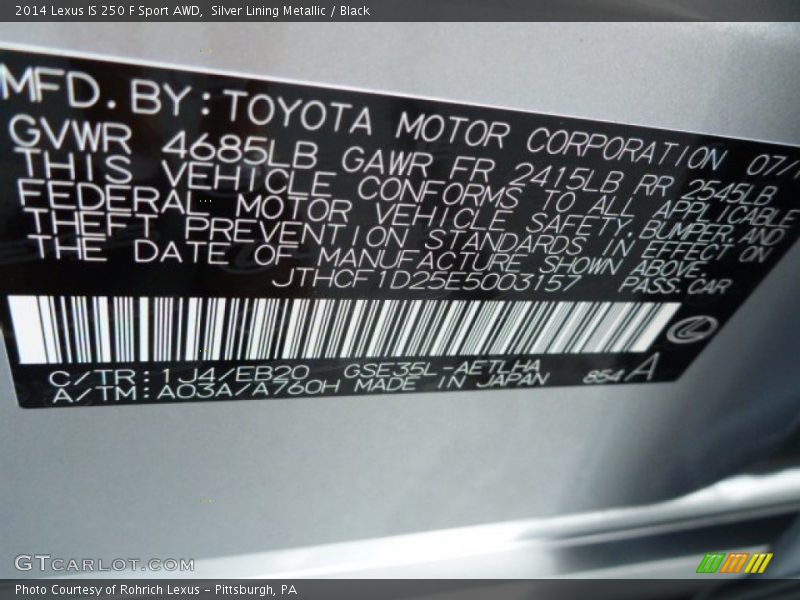 2014 Lexus IS 250 F Sport AWD, Silver Lining Metallic / Black
MFD. BY: TOYOTA MOTOR CORPORATION 07/
GVWR 4685LB GAWR FR 2415LB RR 2545LB
THIS VEHICLE CONFORMS TO ALL APPLICABLE
FEDERAL MOTOR VEHICLE SAFETY, BUMPER, AND
THEFT PREVENTION STANDARDS IN EFFECT ON
THE DATE OF MANUFACTURE SHOWN ABOVE.
JTHCF1D25E5003157 PASS. CAR
C/TR: 1J4/EB20 GSE35L-AETLHA
A/TM: A03A/A760H MADE IN JAPAN 854 A
GTCARLOT.COM
Photo Courtesy of Rohrich Lexus - Pittsburgh, PA